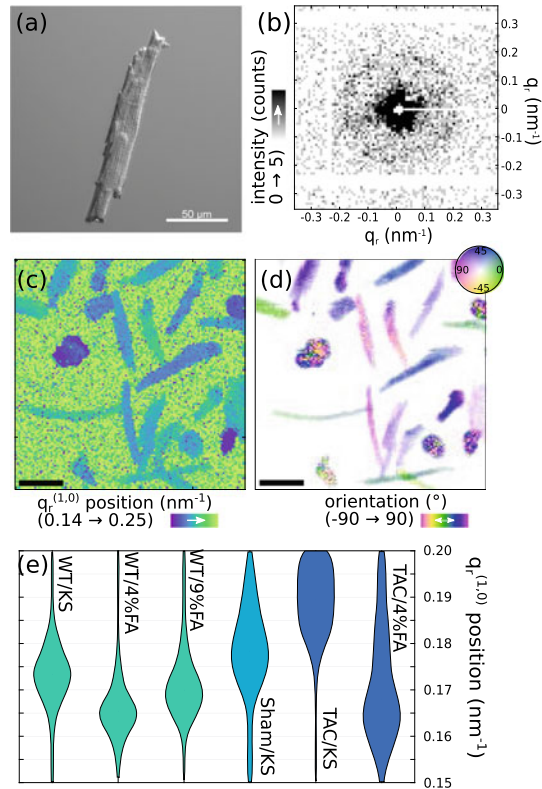 (a)
50 µm
(b)
intensity (counts)
0 → 5)
0.3
0.2
0.1
0
-0.1
-0.2
-0.3
qr (nm-1)
-0.3 -0.2 -0.1 0 0.1 0.2 0.3
qr (nm-1)
(c)
(d)
45
90 0
-45
qr(1,0) position (nm-1)
(0.14 → 0.25)
orientation (°)
(-90 → 90)
(e)
WT/KS
WT/4%FA
WT/9%FA
Sham/KS
TAC/KS
TAC/4%FA
0.20
0.19
0.18
0.17
0.16
0.15
qr(1,0) position (nm-1)